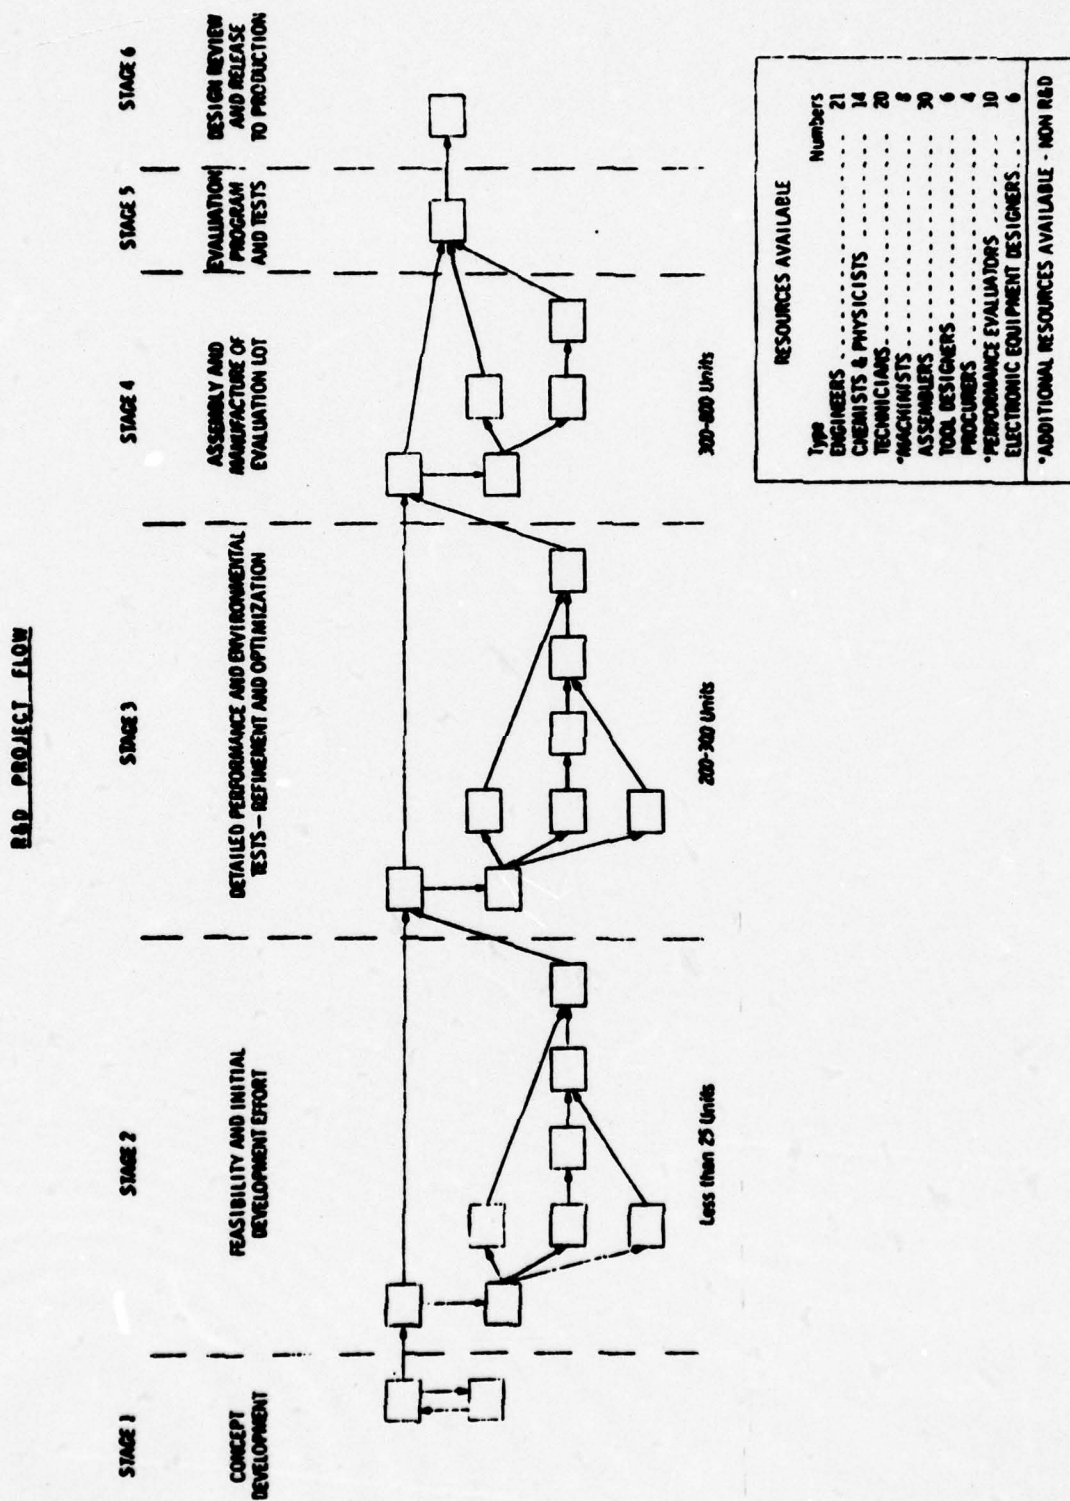 R&D PROJECT FLOW
STAGE 1
CONCEPT
DEVELOPMENT
STAGE 2
FEASIBILITY AND INITIAL
DEVELOPMENT EFFORT
Less than 25 Units
STAGE 3
DETAILED PERFORMANCE AND ENVIRONMENTAL
TESTS — REFINEMENT AND OPTIMIZATION
200-300 Units
STAGE 4
ASSEMBLY AND
MANUFACTURE OF
EVALUATION LOT
300-800 Units
STAGE 5
EVALUATION
PROGRAM
AND TESTS
STAGE 6
DESIGN REVIEW
AND RELEASE
TO PRODUCTION
RESOURCES AVAILABLE
Type Numbers
ENGINEERS 21
CHEMISTS & PHYSICISTS 14
TECHNICIANS 20
*MACHINISTS 8
ASSEMBLERS 30
TOOL DESIGNERS 6
PROCURERS 4
*PERFORMANCE EVALUATORS 10
ELECTRONIC EQUIPMENT DESIGNERS 6
*ADDITIONAL RESOURCES AVAILABLE - NON R&D